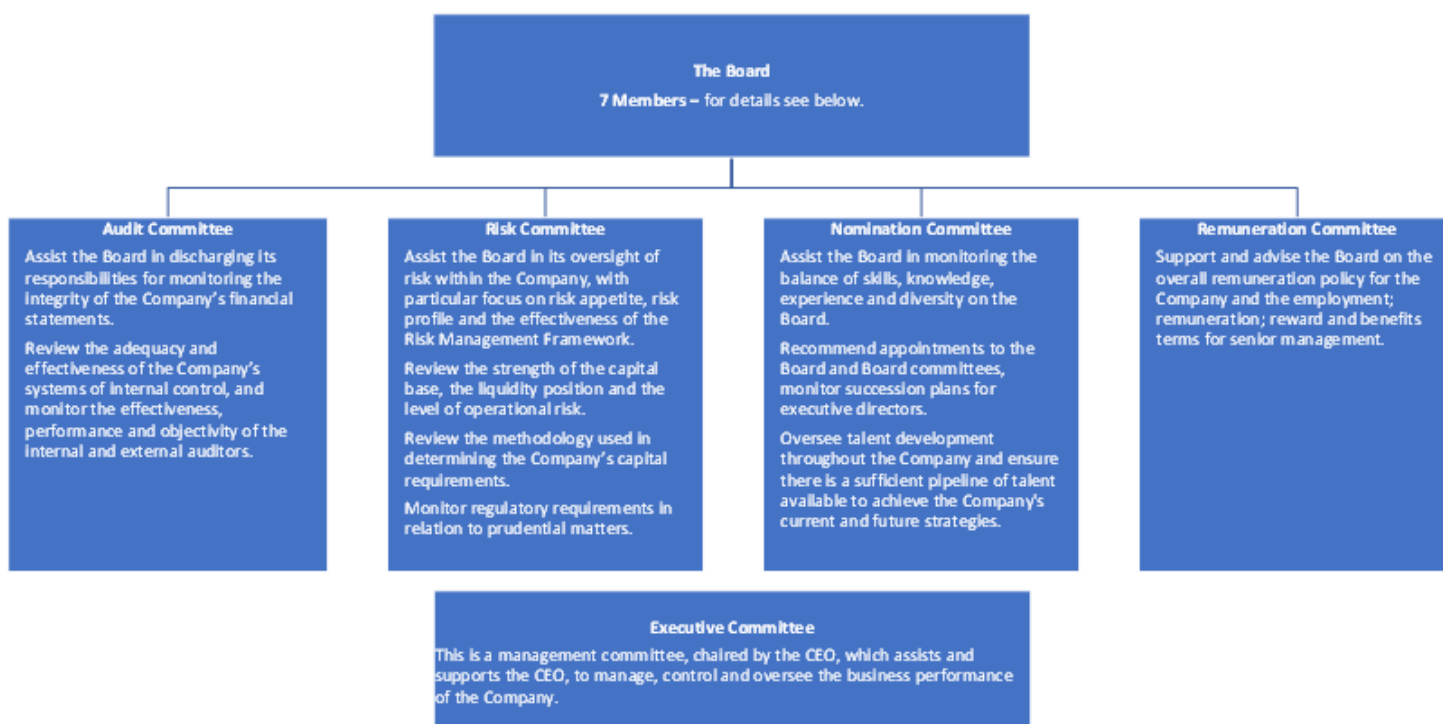 The Board
7 Members – for details see below.
Audit Committee
Assist the Board in discharging its
responsibilities for monitoring the
integrity of the Company's financial
statements.
Review the adequacy and
effectiveness of the Company's
systems of internal control, and
monitor the effectiveness,
performance and objectivity of the
internal and external auditors.
Risk Committee
Assist the Board in its oversight of
risk within the Company, with
particular focus on risk appetite, risk
profile and the effectiveness of the
Risk Management Framework.
Review the strength of the capital
base, the liquidity position and the
level of operational risk.
Review the methodology used in
determining the Company's capital
requirements.
Monitor regulatory requirements in
relation to prudential matters.
Nomination Committee
Assist the Board in monitoring the
balance of skills, knowledge,
experience and diversity on the
Board.
Recommend appointments to the
Board and Board committees,
monitor succession plans for
executive directors.
Oversee talent development
throughout the Company and ensure
there is a sufficient pipeline of talent
available to achieve the Company's
current and future strategies.
Remuneration Committee
Support and advise the Board on the
overall remuneration policy for the
Company and the employment;
remuneration; reward and benefits
terms for senior management.
Executive Committee
This is a management committee, chaired by the CEO, which assists and
supports the CEO, to manage, control and oversee the business performance
of the Company.